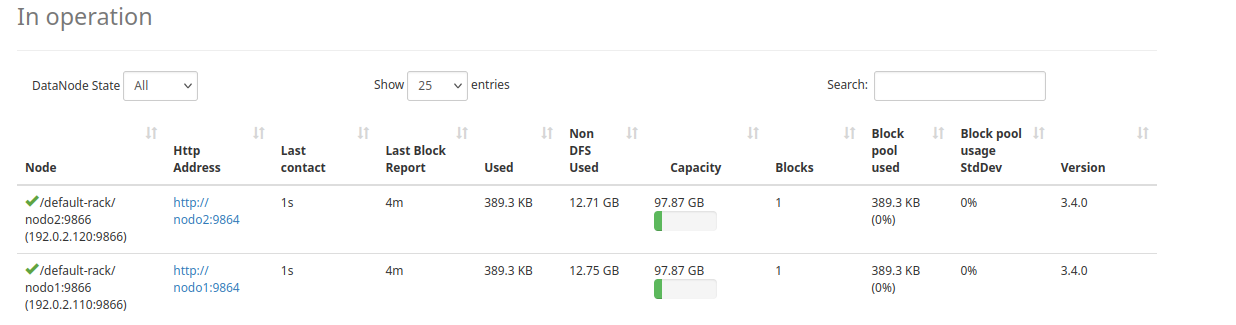 In operation
DataNode State All Show 25 entries Search:
Node Http Address Last contact Last Block Report Used Non DFS Used Capacity Blocks Block pool used Block pool usage StdDev Version
/default-rack/ http:// 1s 4m 389.3 KB 12.71 GB 97.87 GB 1 389.3 KB 0% 3.4.0
nodo2:9866 nodo2:9864 (0%)
(192.0.2.120:9866)
/default-rack/ http:// 1s 4m 389.3 KB 12.75 GB 97.87 GB 1 389.3 KB 0% 3.4.0
nodo1:9866 nodo1:9864 (0%)
(192.0.2.110:9866)